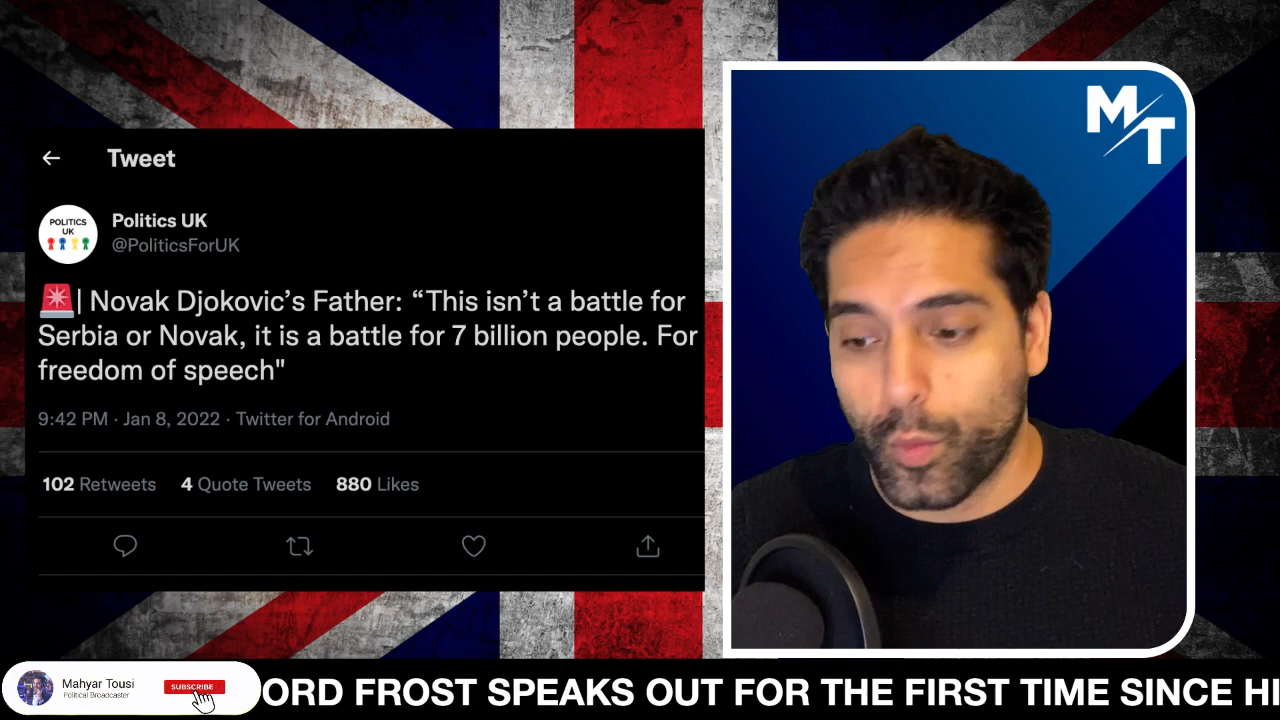 Tweet
POLITICS
UK
Politics UK
@PoliticsForUK
🚨| Novak Djokovic’s Father: “This isn’t a battle for
Serbia or Novak, it is a battle for 7 billion people. For
freedom of speech"
9:42 PM · Jan 8, 2022 · Twitter for Android
102 Retweets 4 Quote Tweets 880 Likes
M/T
Mahyar Tousi
Political Broadcaster
SUBSCRIBE
ORD FROST SPEAKS OUT FOR THE FIRST TIME SINCE HI